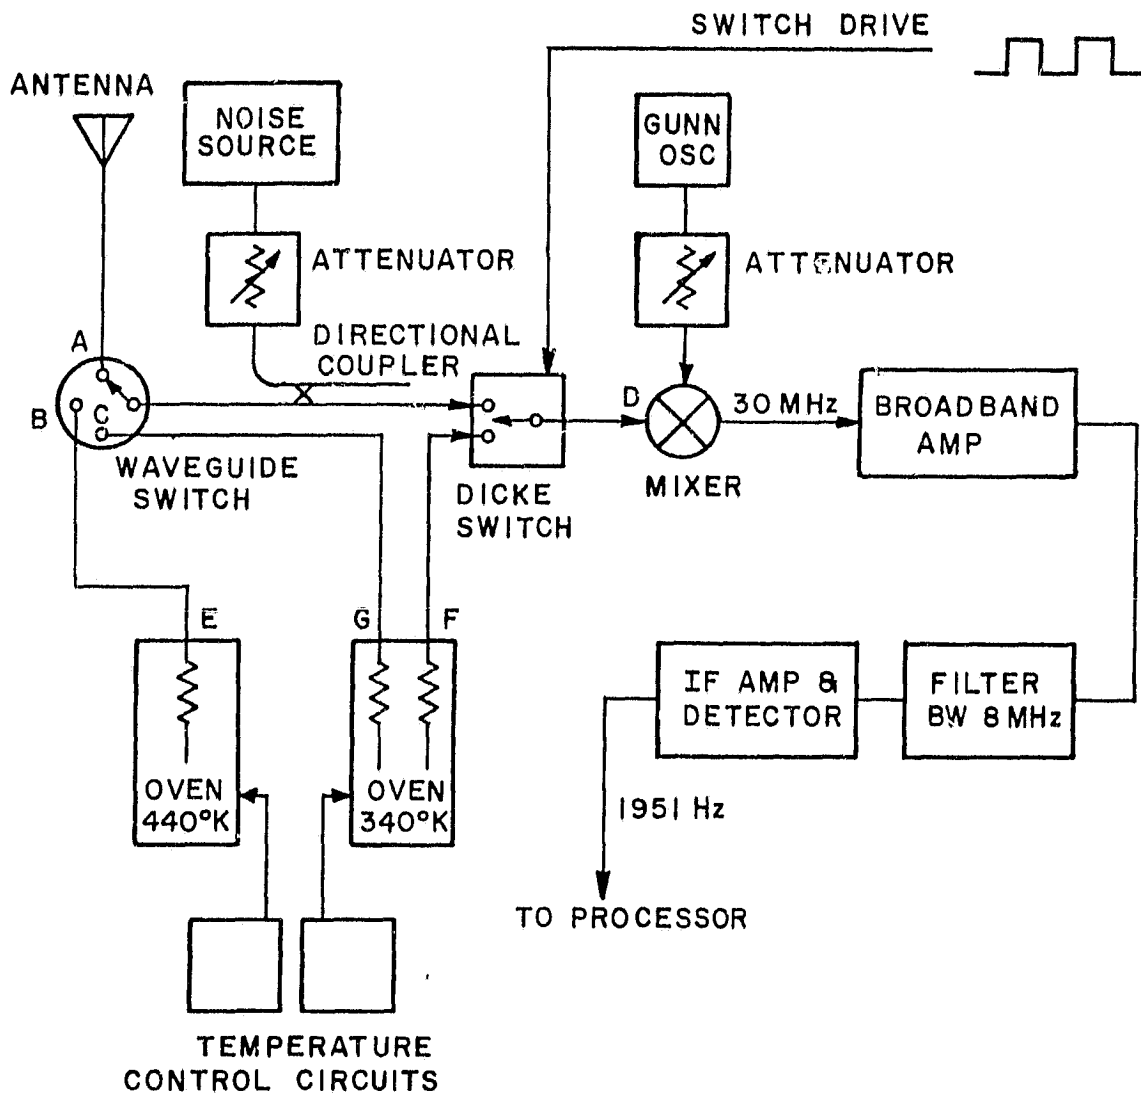 SWITCH DRIVE
ANTENNA
NOISE
SOURCE
GUNN
OSC
ATTENUATOR
ATTENUATOR
DIRECTIONAL
COUPLER
A
B
C
WAVEGUIDE
SWITCH
DICKE
SWITCH
D
MIXER
30 MHz
BROADBAND
AMP
E
G
F
OVEN
440°K
OVEN
340°K
IF AMP &
DETECTOR
FILTER
BW 8 MHz
1951 Hz
TO PROCESSOR
TEMPERATURE
CONTROL CIRCUITS